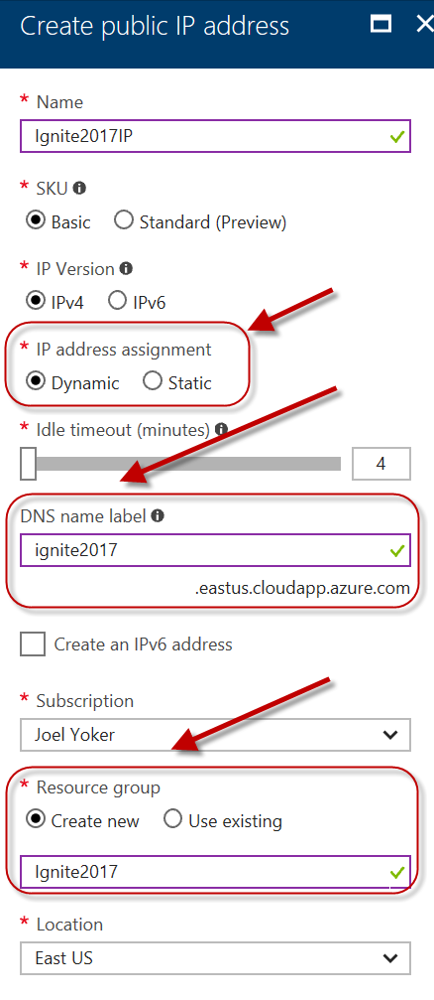 Create public IP address
* Name
Ignite2017IP
* SKU
Basic Standard (Preview)
* IP Version
IPv4 IPv6
* IP address assignment
Dynamic Static
* Idle timeout (minutes)
4
DNS name label
ignite2017
.eastus.cloudapp.azure.com
Create an IPv6 address
* Subscription
Joel Yoker
* Resource group
Create new Use existing
Ignite2017
* Location
East US